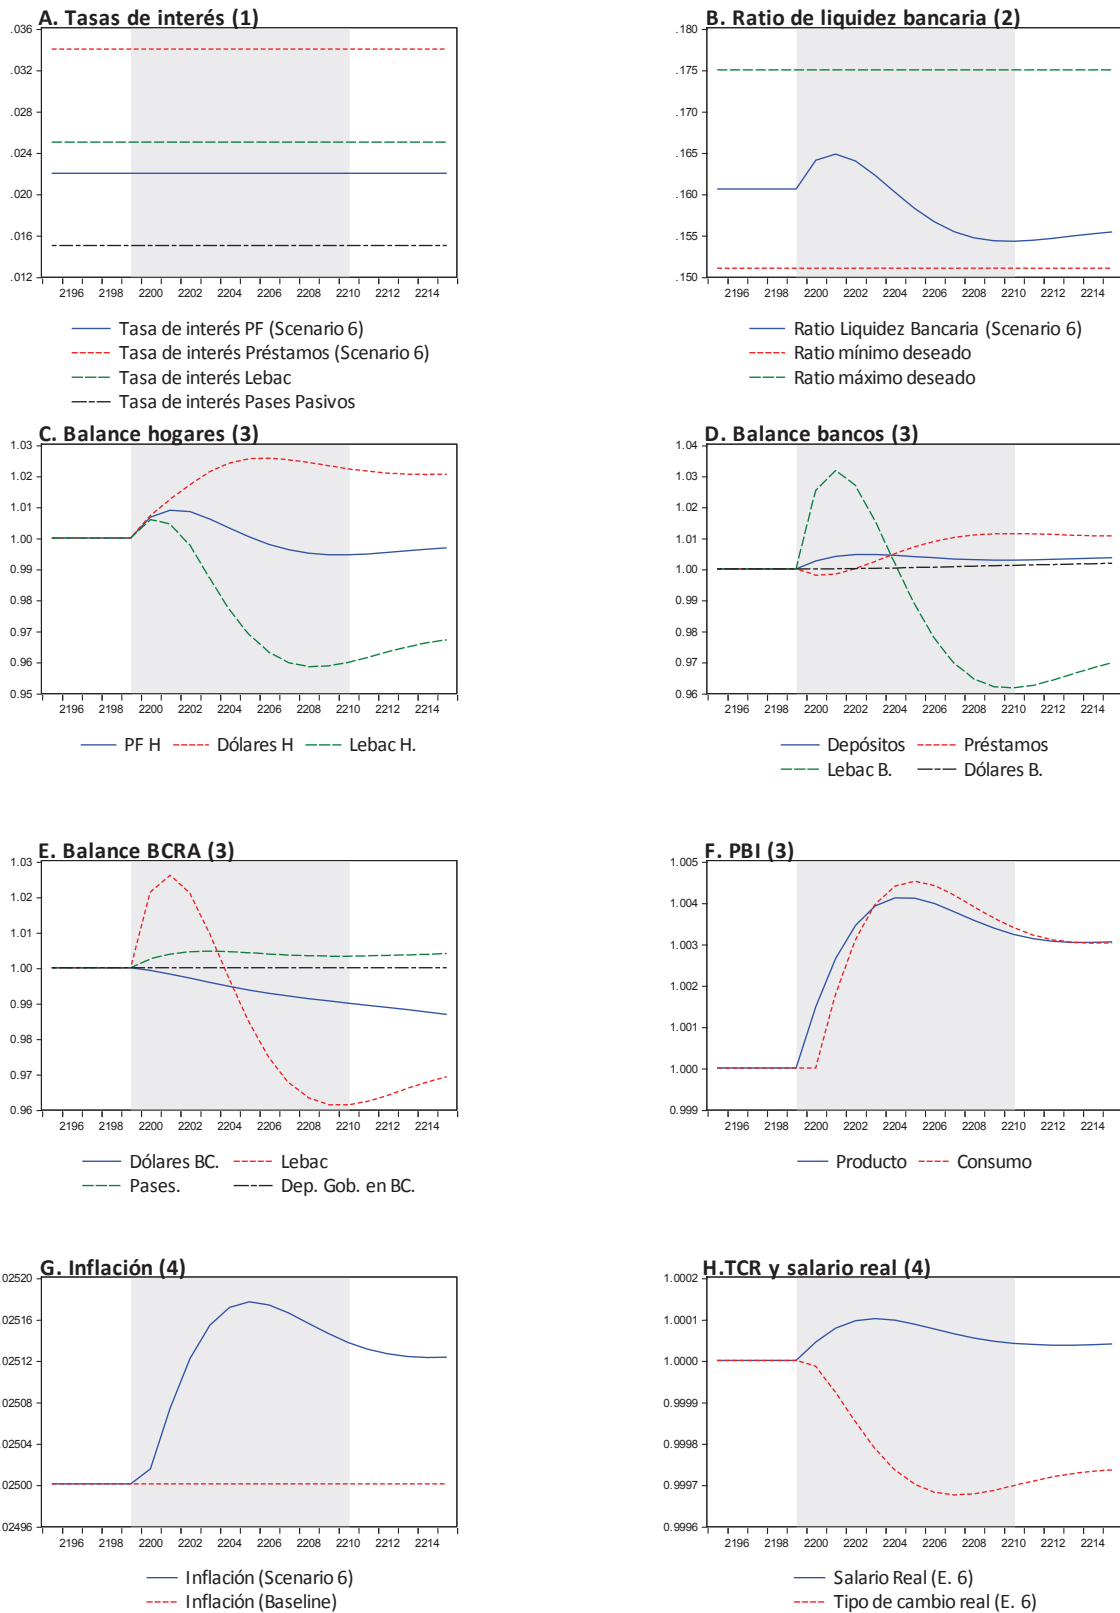 A. Tasas de interés (1)
.036
.032
.028
.024
.020
.016
.012
2196 2198 2200 2202 2204 2206 2208 2210 2212 2214
Tasa de interés PF (Scenario 6)
Tasa de interés Préstamos (Scenario 6)
Tasa de interés Lebac
Tasa de interés Pases Pasivos
B. Ratio de liquidez bancaria (2)
.180
.175
.170
.165
.160
.155
.150
2196 2198 2200 2202 2204 2206 2208 2210 2212 2214
Ratio Liquidez Bancaria (Scenario 6)
Ratio mínimo deseado
Ratio máximo deseado
C. Balance hogares (3)
1.03
1.02
1.01
1.00
0.99
0.98
0.97
0.96
0.95
2196 2198 2200 2202 2204 2206 2208 2210 2212 2214
PF H Dólares H Lebac H.
D. Balance bancos (3)
1.04
1.03
1.02
1.01
1.00
0.99
0.98
0.97
0.96
2196 2198 2200 2202 2204 2206 2208 2210 2212 2214
Depósitos Préstamos
Lebac B. Dólares B.
E. Balance BCRA (3)
1.03
1.02
1.01
1.00
0.99
0.98
0.97
0.96
2196 2198 2200 2202 2204 2206 2208 2210 2212 2214
Dólares BC. Lebac
Pases. Dep. Gob. en BC.
F. PBI (3)
1.005
1.004
1.003
1.002
1.001
1.000
0.999
2196 2198 2200 2202 2204 2206 2208 2210 2212 2214
Producto Consumo
G. Inflación (4)
.02520
.02516
.02512
.02508
.02504
.02500
.02496
2196 2198 2200 2202 2204 2206 2208 2210 2212 2214
Inflación (Scenario 6)
Inflación (Baseline)
H.TCR y salario real (4)
1.0002
1.0001
1.0000
0.9999
0.9998
0.9997
0.9996
2196 2198 2200 2202 2204 2206 2208 2210 2212 2214
Salario Real (E. 6)
Tipo de cambio real (E. 6)